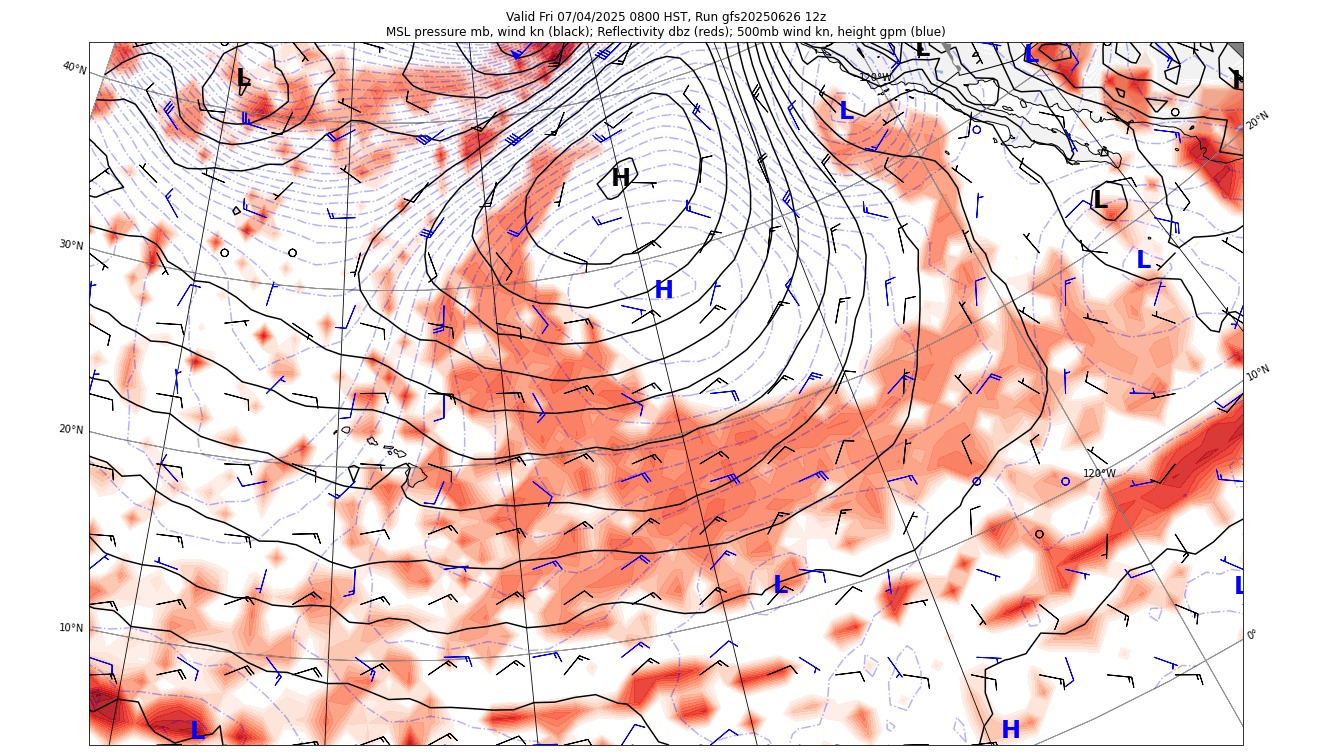 Valid Fri 07/04/2025 0800 HST, Run gfs20250626 12z
MSL pressure mb, wind kn (black); Reflectivity dbz (reds); 500mb wind kn, height gpm (blue)
L
L
40°N
L
120°W
H
L
20°N
H
L
30°N
L
H
10°N
20°N
120°W
L
L
10°N
0°
L
H